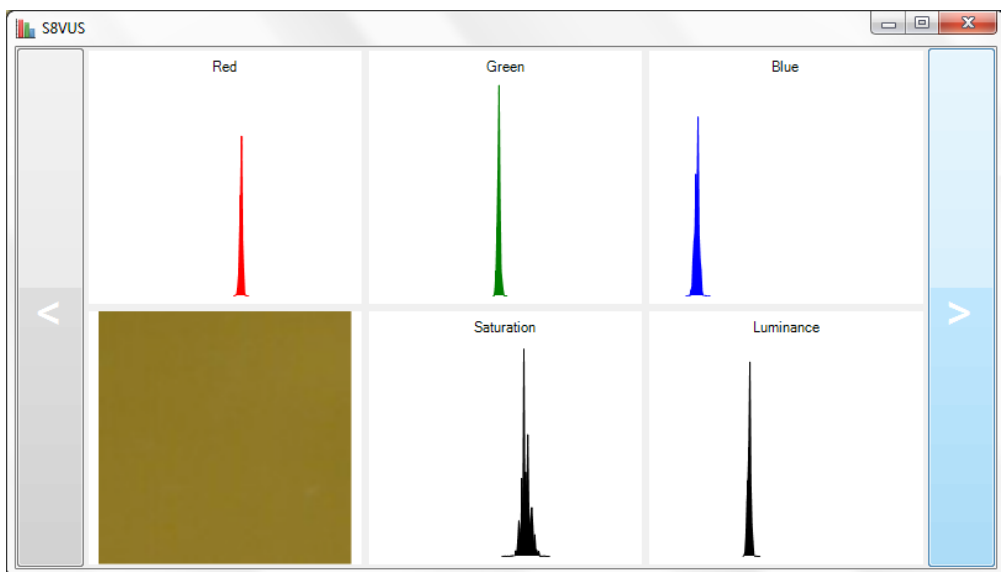 S8VUS
Red
Green
Blue
<
>
Saturation
Luminance